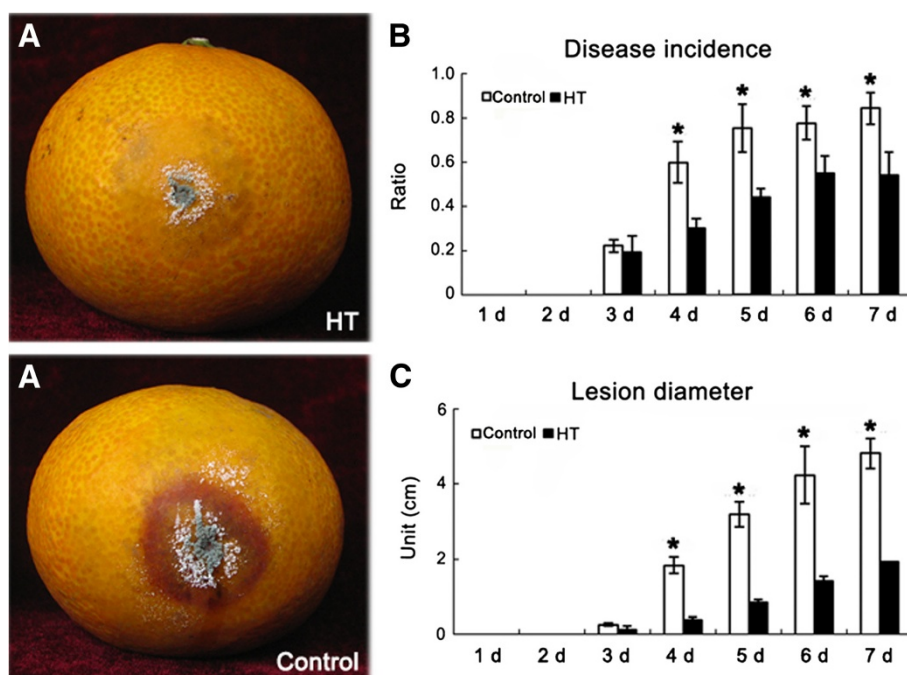 A
HT
A
Control
B
Disease incidence
Control HT
Ratio
1.0
0.8
0.6
0.4
0.2
0
* * * *
1 d 2 d 3 d 4 d 5 d 6 d 7 d
C
Lesion diameter
Control HT
Unit (cm)
6
4
2
0
* * * *
1 d 2 d 3 d 4 d 5 d 6 d 7 d